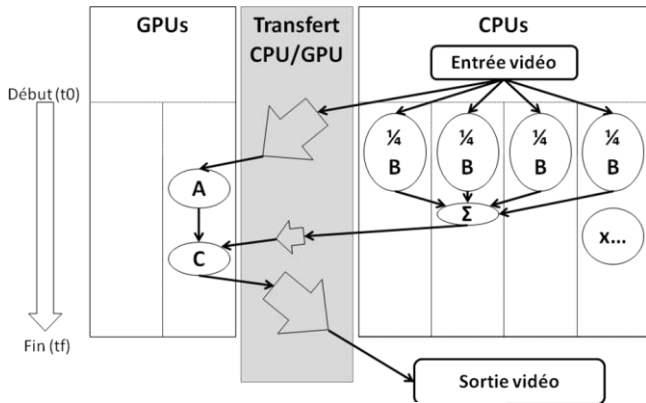 GPUs
Transfert
CPU/GPU
CPUs
Entrée vidéo
Début (t0)
¼
B
¼
B
¼
B
¼
B
A
Σ
x...
C
Fin (tf)
Sortie vidéo